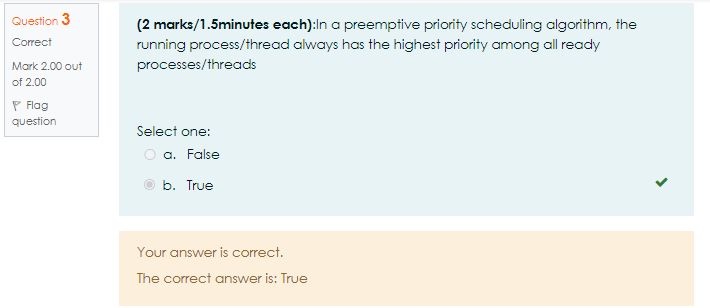 Question 3
Correct
Mark 2.00 out
of 2.00
Flag
question
(2 marks/1.5minutes each):In a preemptive priority scheduling algorithm, the
running process/thread always has the highest priority among all ready
processes/threads
Select one:
a. False
b. True
Your answer is correct.
The correct answer is: True